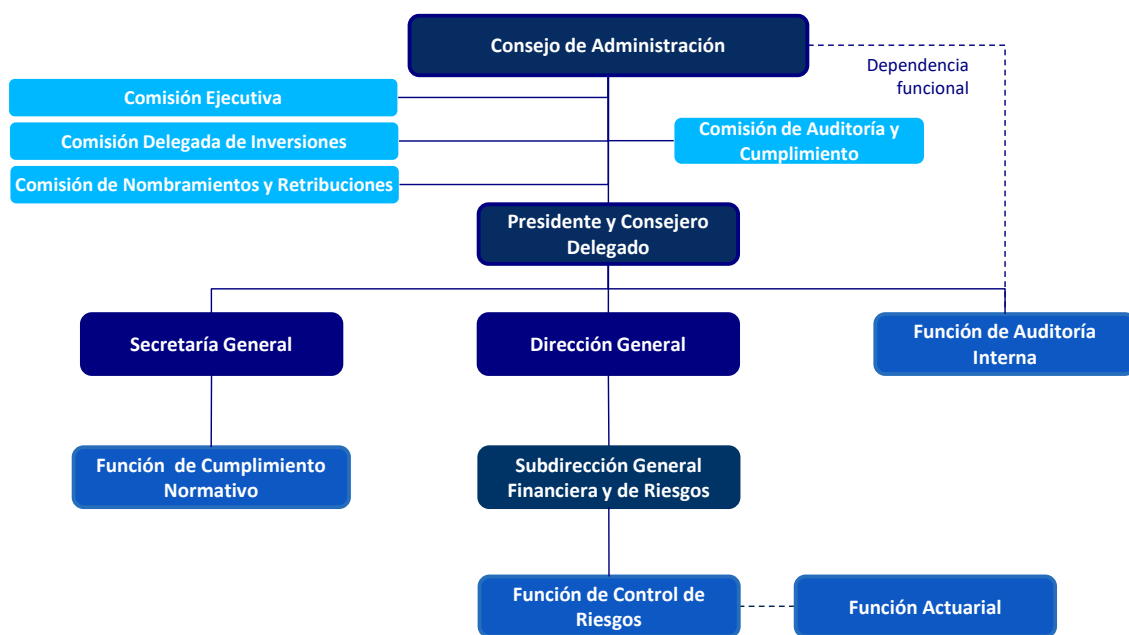 Consejo de Administración
Dependencia
funcional
Comisión Ejecutiva
Comisión Delegada de Inversiones
Comisión de Auditoría y
Cumplimiento
Comisión de Nombramientos y Retribuciones
Presidente y Consejero
Delegado
Secretaría General
Dirección General
Función de Auditoría
Interna
Función de Cumplimiento
Normativo
Subdirección General
Financiera y de Riesgos
Función de Control de
Riesgos
Función Actuarial